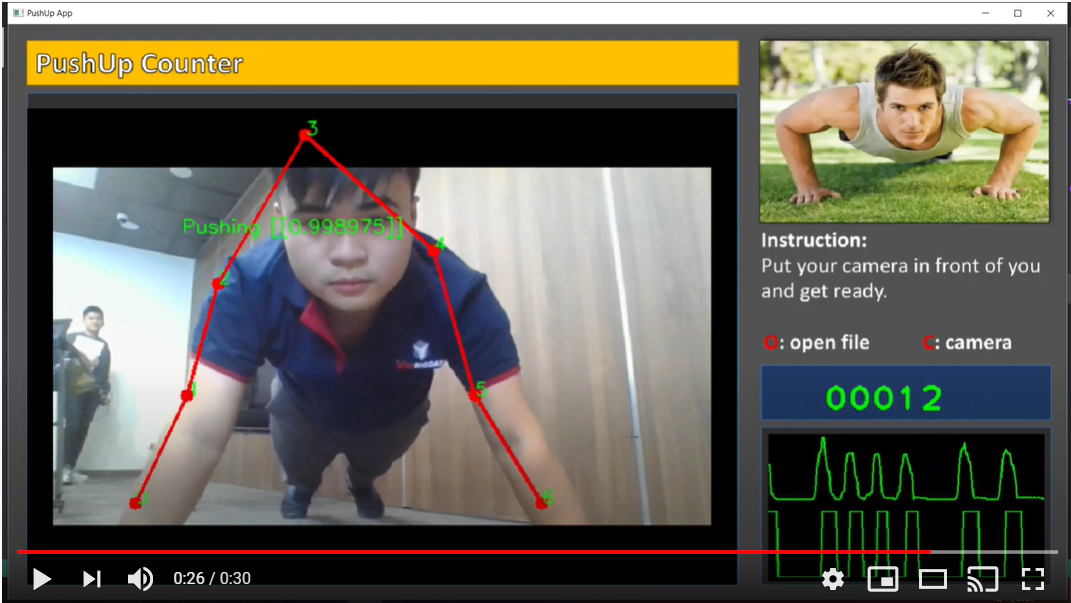 PushUp App
PushUp Counter
3
Pushing [[0.998975]]
4
2
1
5
6
Instruction:
Put your camera in front of you
and get ready.
O: open file
C: camera
00012
0:26 / 0:30